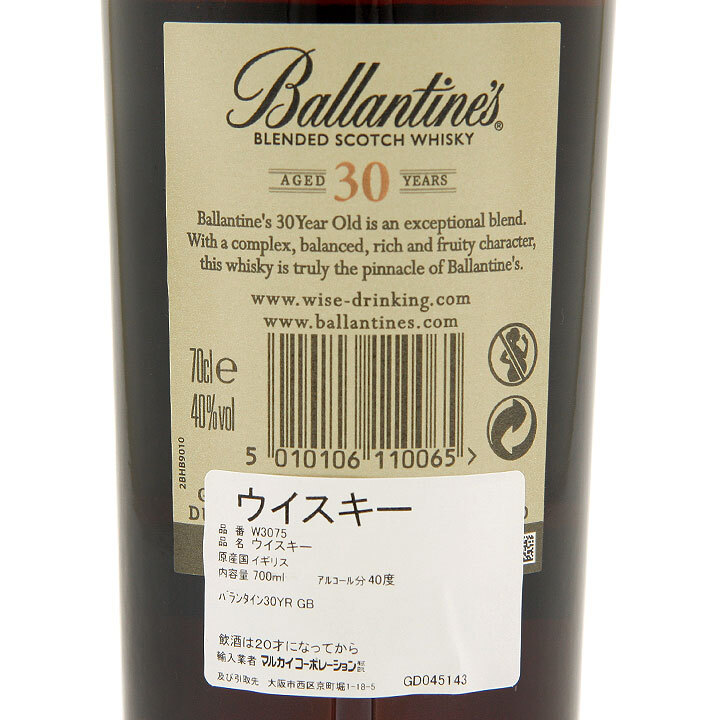 Ballantine's®
BLENDED SCOTCH WHISKY
AGED 30 YEARS
Ballantine's 30 Year Old is an exceptional blend.
With a complex, balanced, rich and fruity character,
this whisky is truly the pinnacle of Ballantine's.
www.wise-drinking.com
www.ballantines.com
70cl e
40%vol
2BHB9010
5 010106 110065 >
ウイスキー
品番 W3075
品名 ウイスキー
原産国 イギリス
内容量 700ml アルコール分 40度
バランタイン30YR GB
飲酒は20才になってから
輸入業者 マルカイコーポレーション㈱
及び引取先 大阪市西区京町堀1-18-5
GD045143